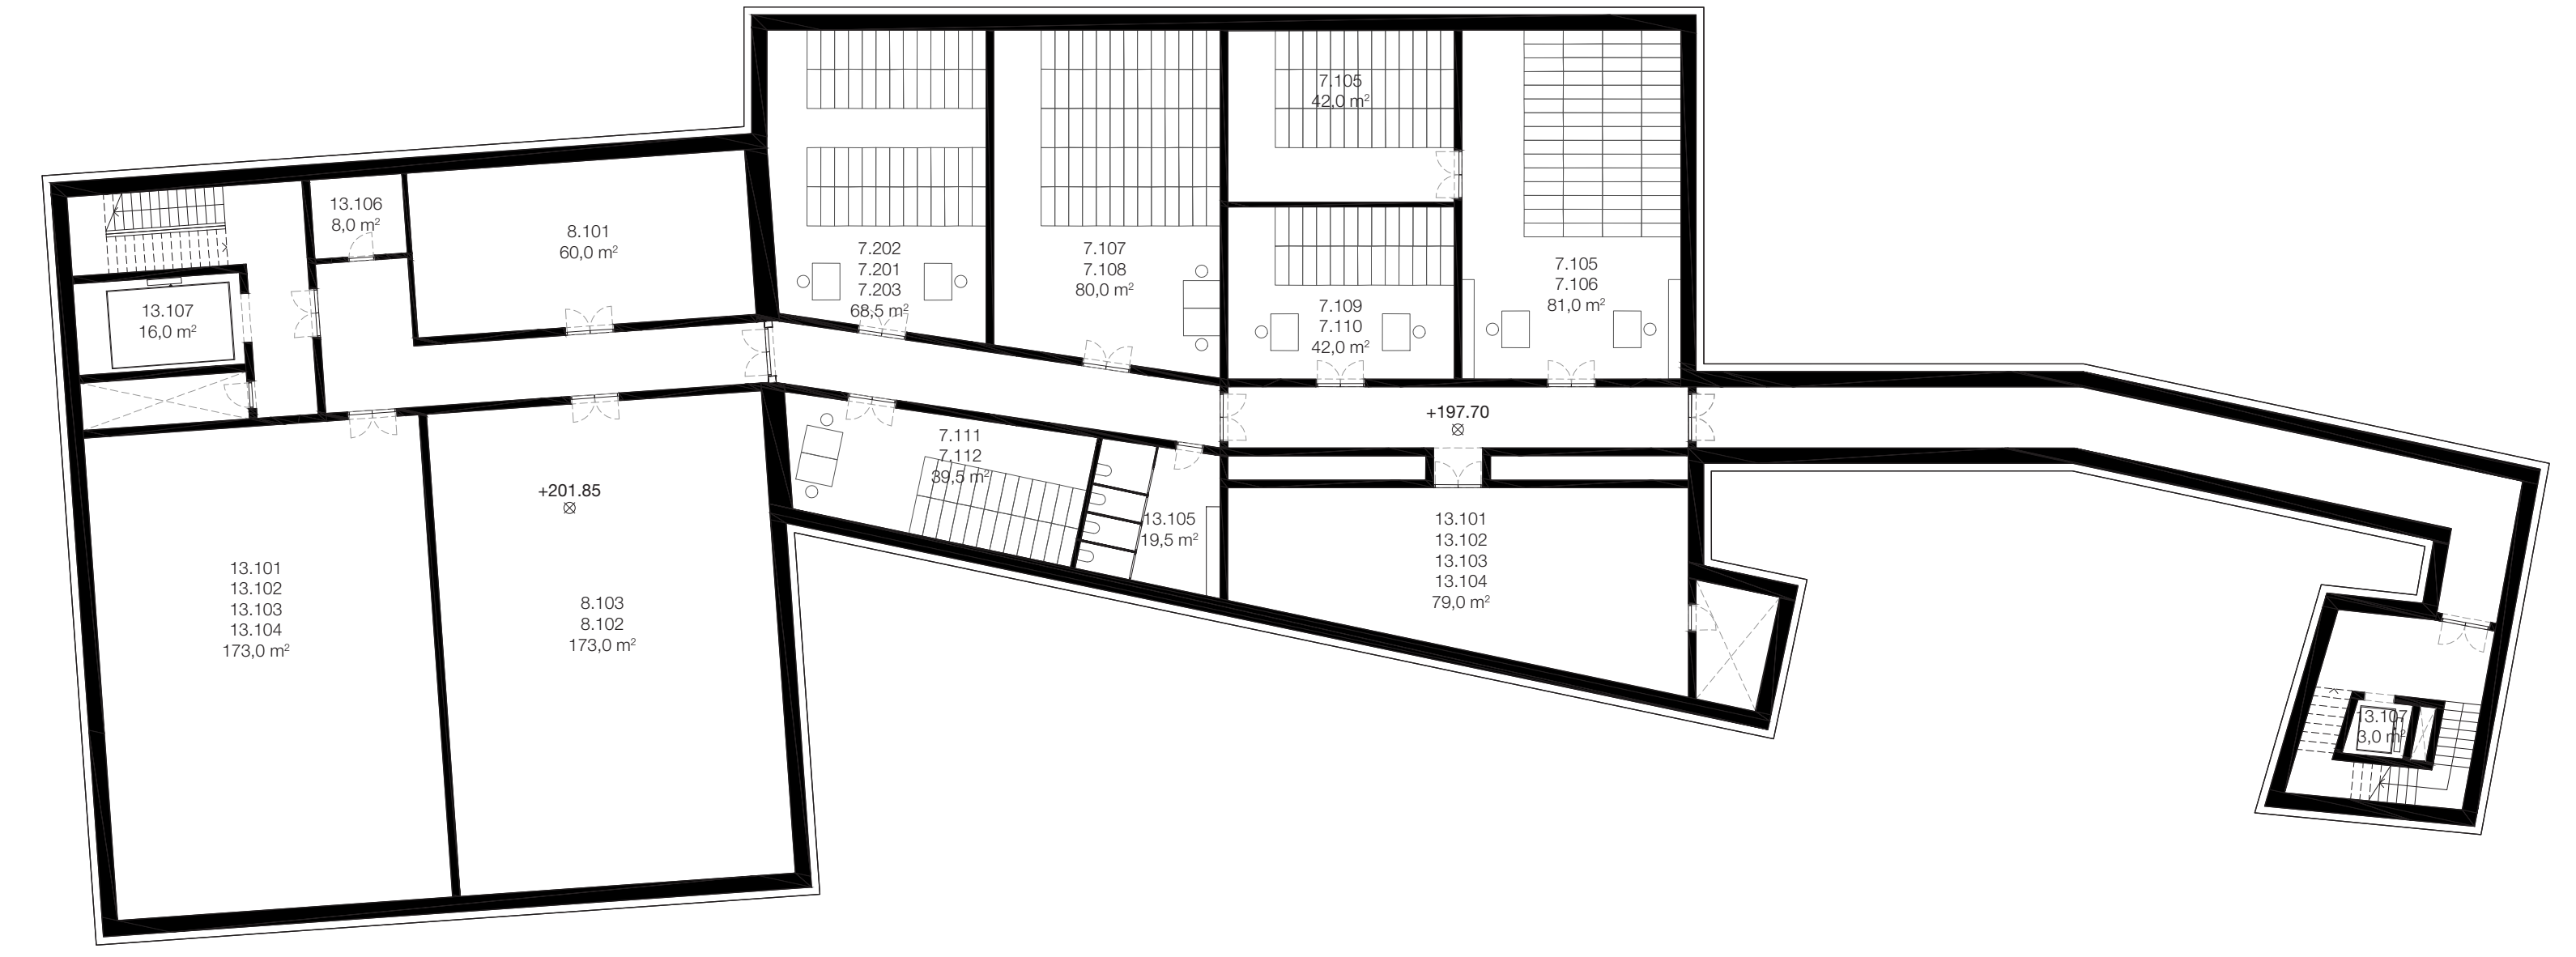 13.106
8,0 m²
8.101
60,0 m²
13.107
16,0 m²
7.202
7.201
7.203
68,5 m²
7.107
7.108
80,0 m²
7.105
42,0 m²
7.109
7.110
42,0 m²
7.105
7.106
81,0 m²
+197.70
7.111
7.112
39,5 m²
13.105
19,5 m²
+201.85
13.101
13.102
13.103
13.104
173,0 m²
8.103
8.102
173,0 m²
13.101
13.102
13.103
13.104
79,0 m²
13.107
3,0 m²